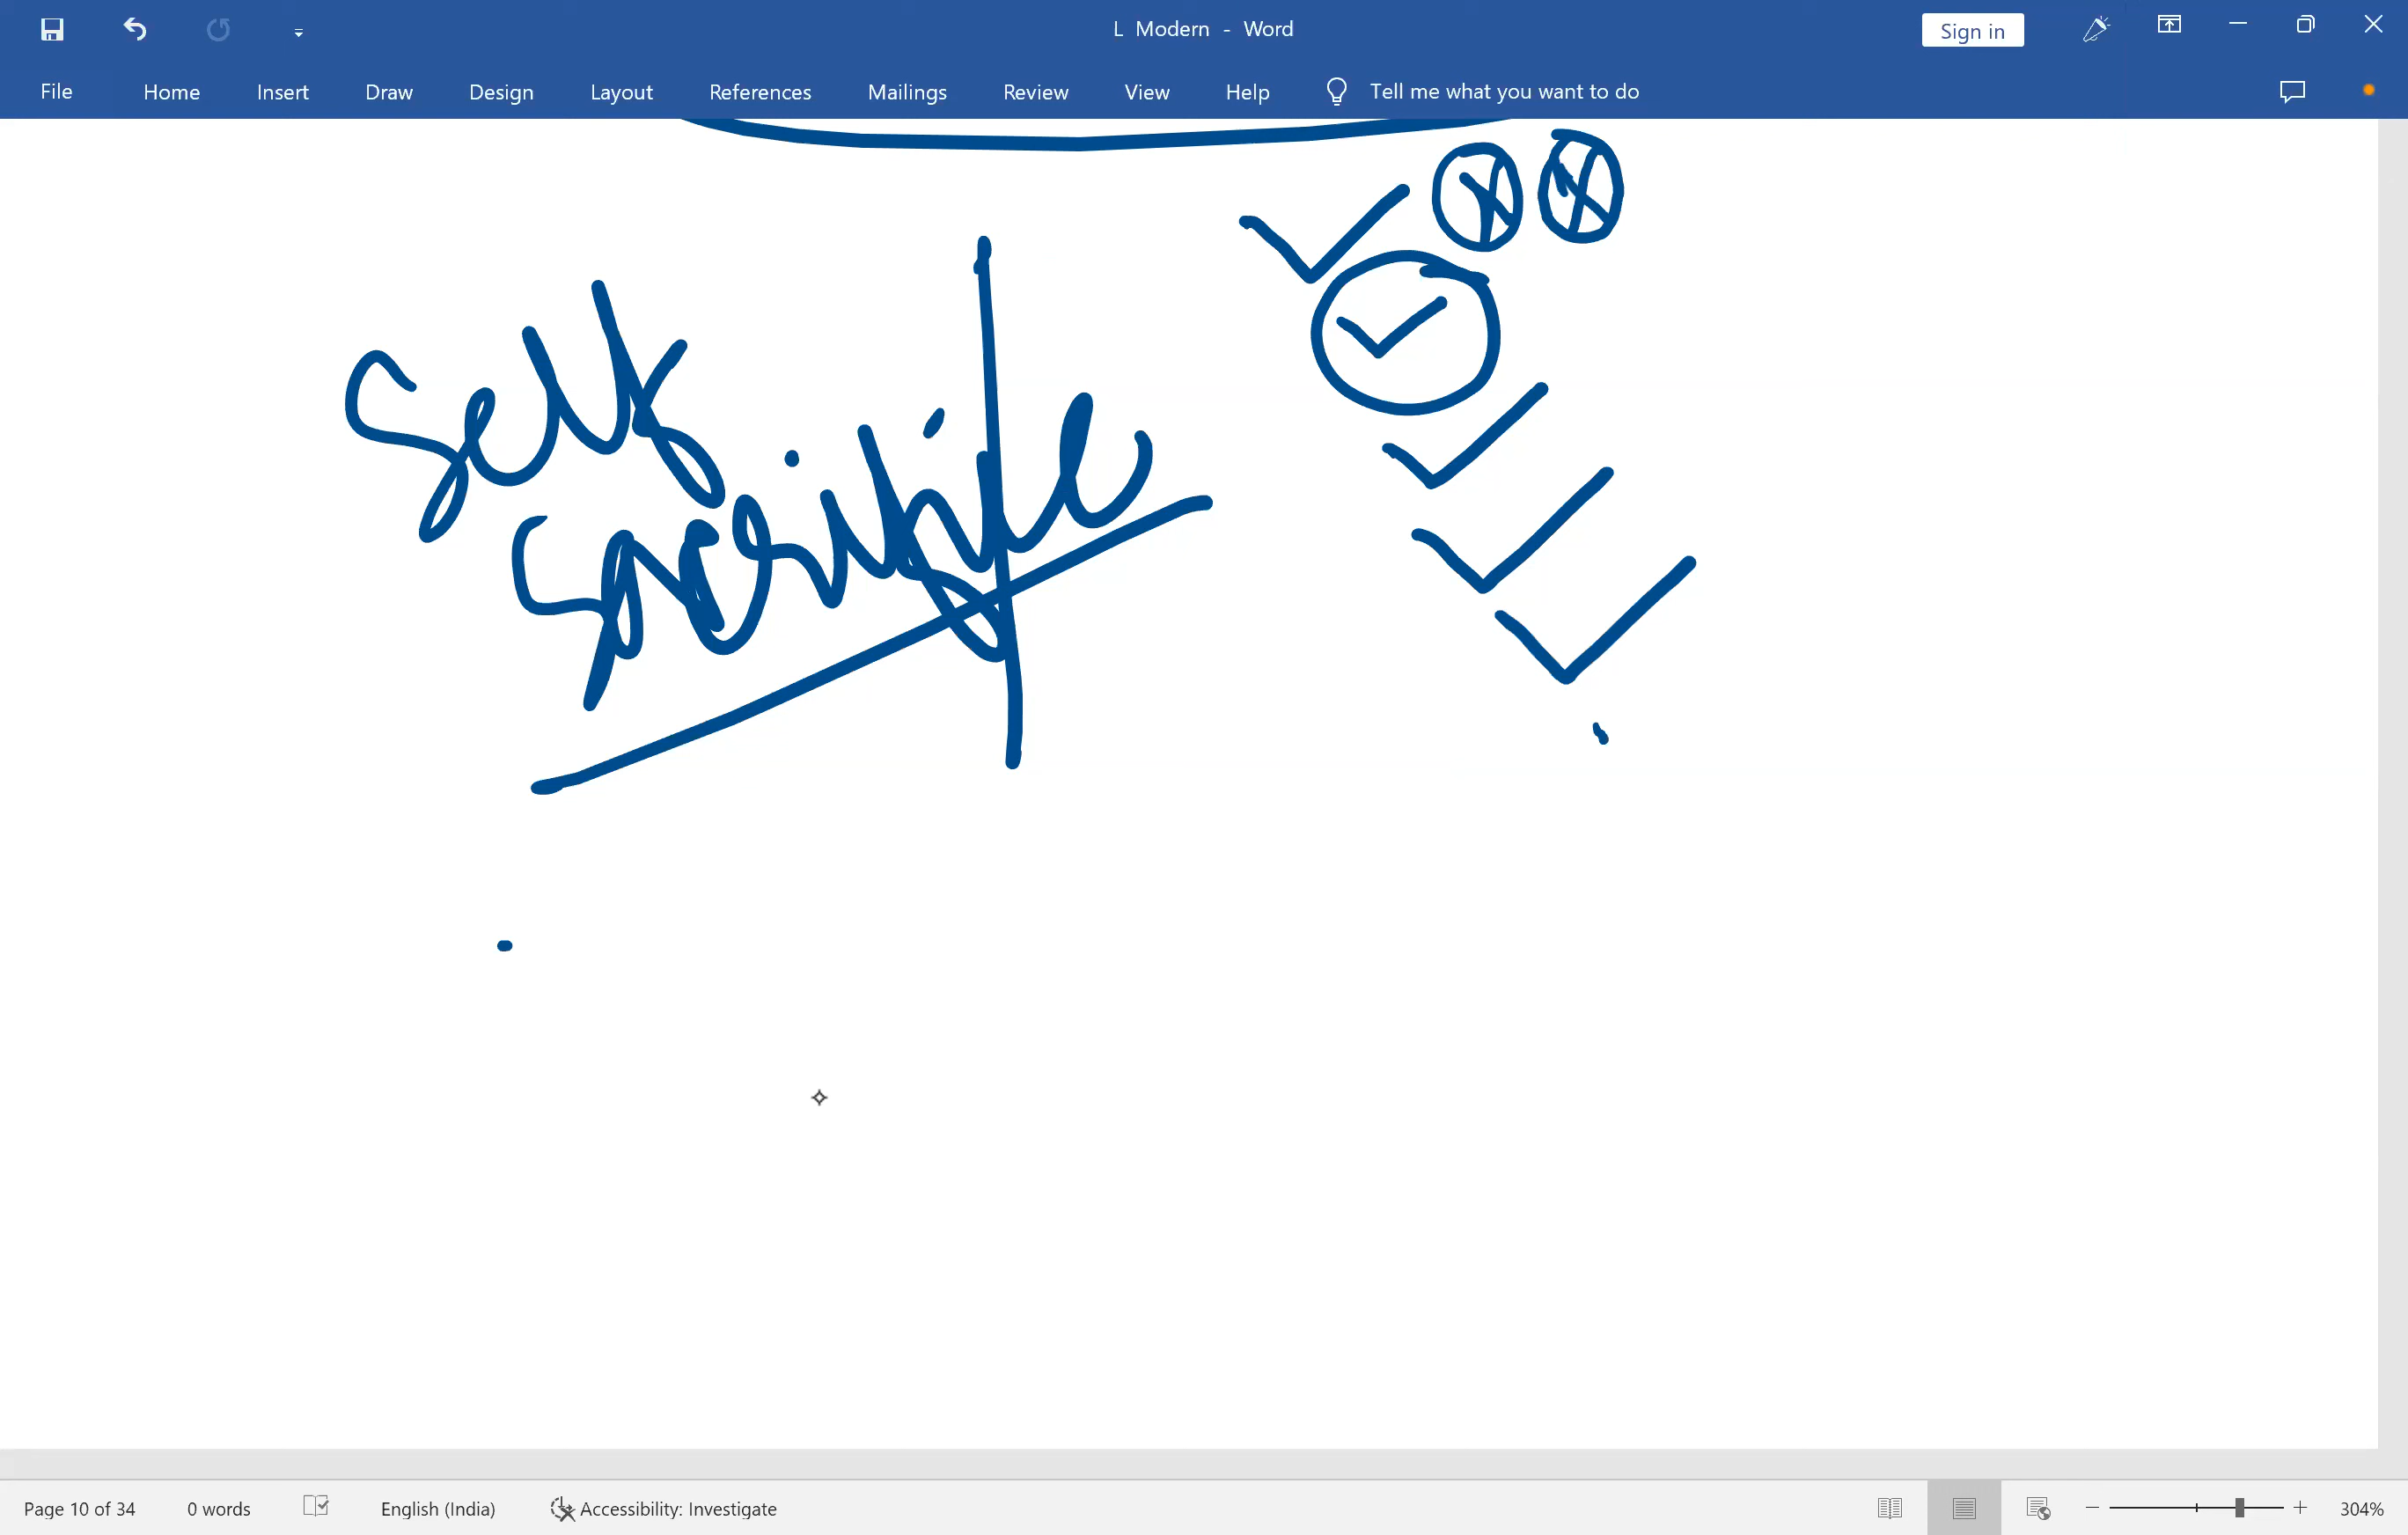 L Modern - Word
Sign in
File Home Insert Draw Design Layout References Mailings Review View Help Tell me what you want to do
Self
Page 10 of 34 0 words English (India) Accessibility: Investigate 304%